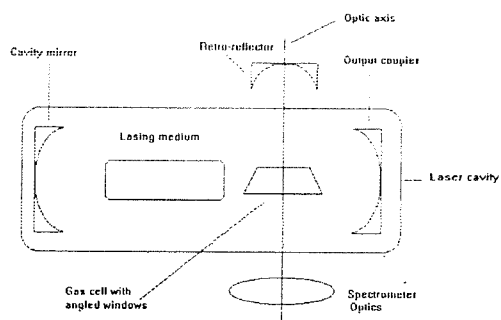 Optic axis
Retro-reflector
Cavity mirror
Output coupler
Lasing medium
Laser cavity
Gas cell with
angled windows
Spectrometer
Optics